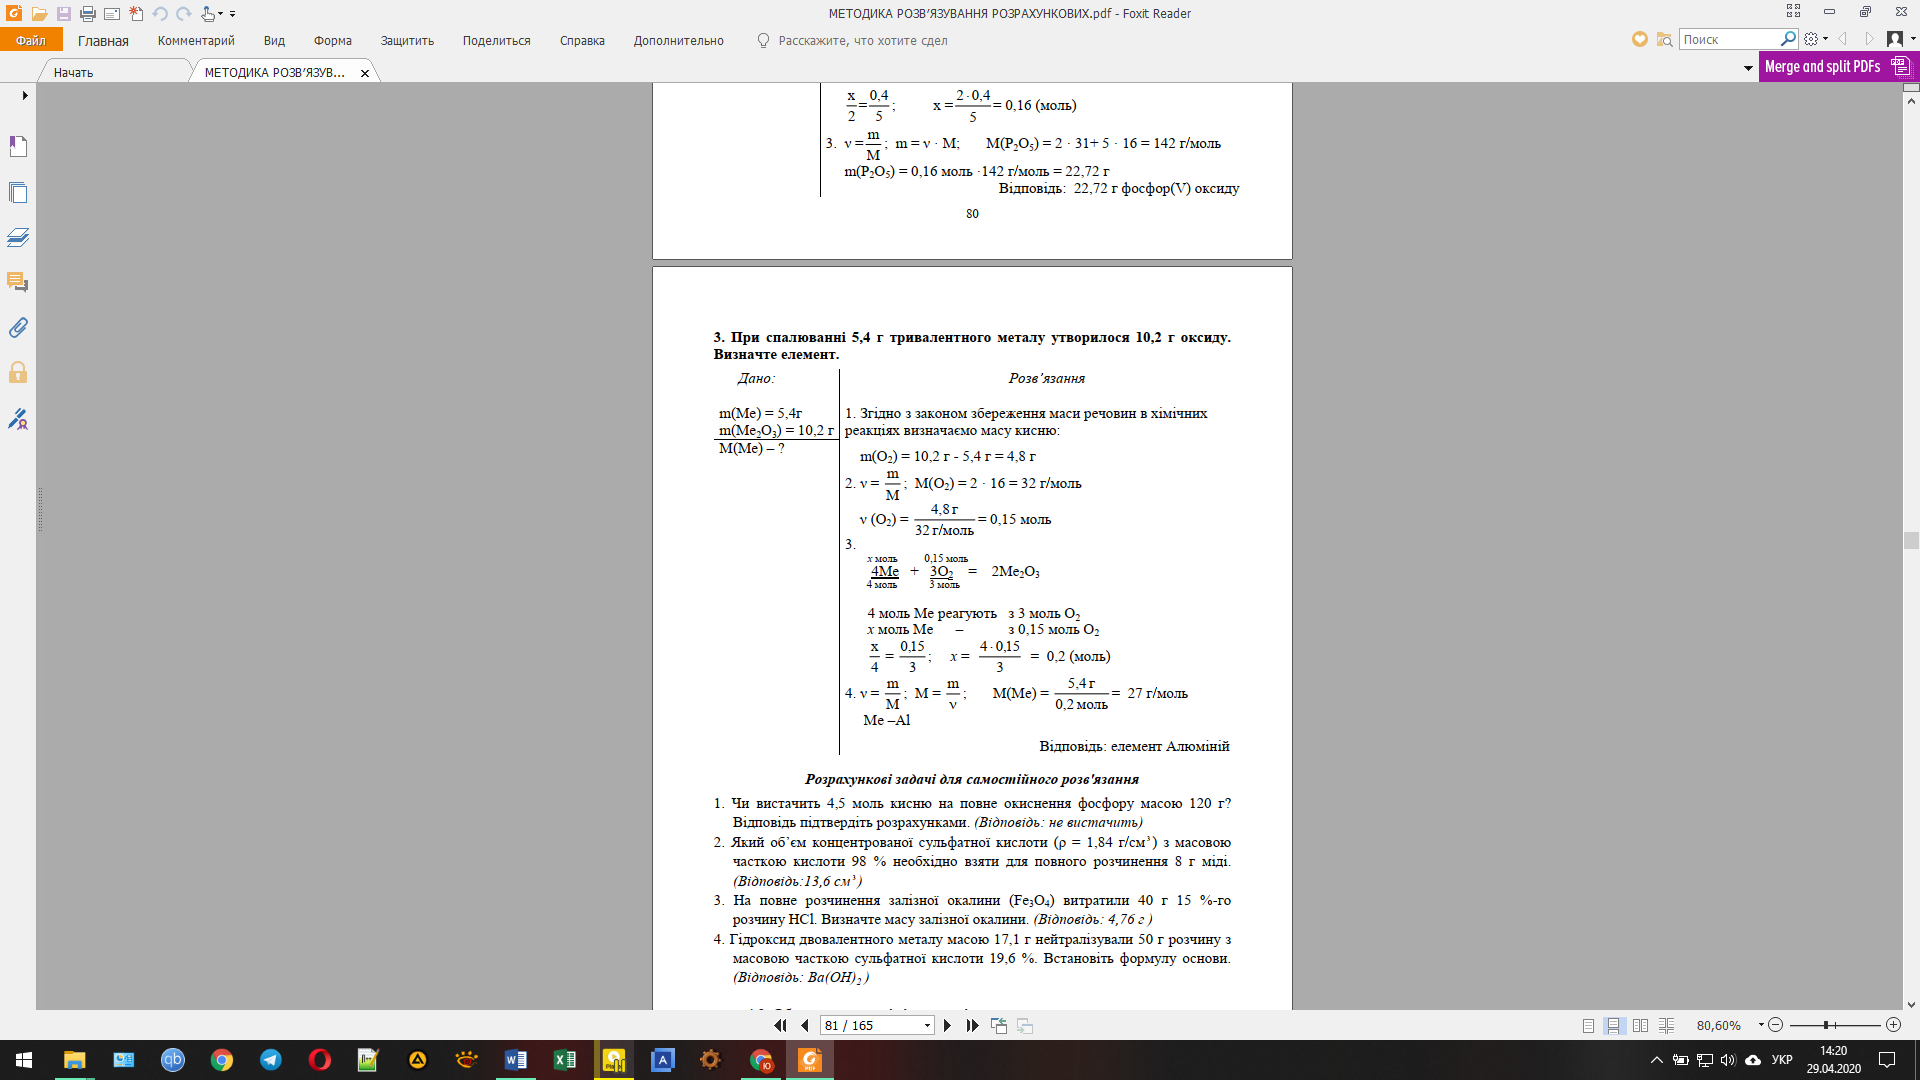 МЕТОДИКА РОЗВ'ЯЗУВАННЯ РОЗРАХУНКОВИХ.pdf - Foxit Reader
Файл Главная Комментарий Вид Форма Защитить Поделиться Справка Дополнительно Расскажите, что хотите сдел Поиск
Начать МЕТОДИКА РОЗВ'ЯЗУВ... Merge and split PDFs
x/2 = 0,4/5 ; x = 2·0,4/5 = 0,16 (моль)
3. ν = m/M ; m = ν · M; M(P₂O₅) = 2 · 31+ 5 · 16 = 142 г/моль
m(P₂O₅) = 0,16 моль ·142 г/моль = 22,72 г
Відповідь: 22,72 г фосфор(V) оксиду
80
3. При спалюванні 5,4 г тривалентного металу утворилося 10,2 г оксиду.
Визначте елемент.
Дано: Розв'язання
m(Me) = 5,4г 1. Згідно з законом збереження маси речовин в хімічних
m(Me₂O₃) = 10,2 г реакціях визначаємо масу кисню:
M(Me) – ?
m(O₂) = 10,2 г - 5,4 г = 4,8 г
2. ν = m/M ; M(O₂) = 2 · 16 = 32 г/моль
ν (O₂) = 4,8 г/32 г/моль = 0,15 моль
3.
x моль 0,15 моль
4Me + 3O₂ = 2Me₂O₃
4 моль 3 моль
4 моль Me реагують з 3 моль O₂
x моль Me – з 0,15 моль O₂
x/4 = 0,15/3 ; x = 4·0,15/3 = 0,2 (моль)
4. ν = m/M ; M = m/ν ; M(Me) = 5,4 г/0,2 моль = 27 г/моль
Me –Al
Відповідь: елемент Алюміній
Розрахункові задачі для самостійного розв'язання
1. Чи вистачить 4,5 моль кисню на повне окиснення фосфору масою 120 г?
Відповідь підтвердіть розрахунками. (Відповідь: не вистачить)
2. Який об'єм концентрованої сульфатної кислоти (ρ = 1,84 г/см³) з масовою
часткою кислоти 98 % необхідно взяти для повного розчинення 8 г міді.
(Відповідь:13,6 см³)
3. На повне розчинення залізної окалини (Fe₃O₄) витратили 40 г 15 %-го
розчину HCl. Визначте масу залізної окалини. (Відповідь: 4,76 г )
4. Гідроксид двовалентного металу масою 17,1 г нейтралізували 50 г розчину з
масовою часткою сульфатної кислоти 19,6 %. Встановіть формулу основи.
(Відповідь: Ba(OH)₂ )
81 / 165 80,60%
УКР 14:20
29.04.2020